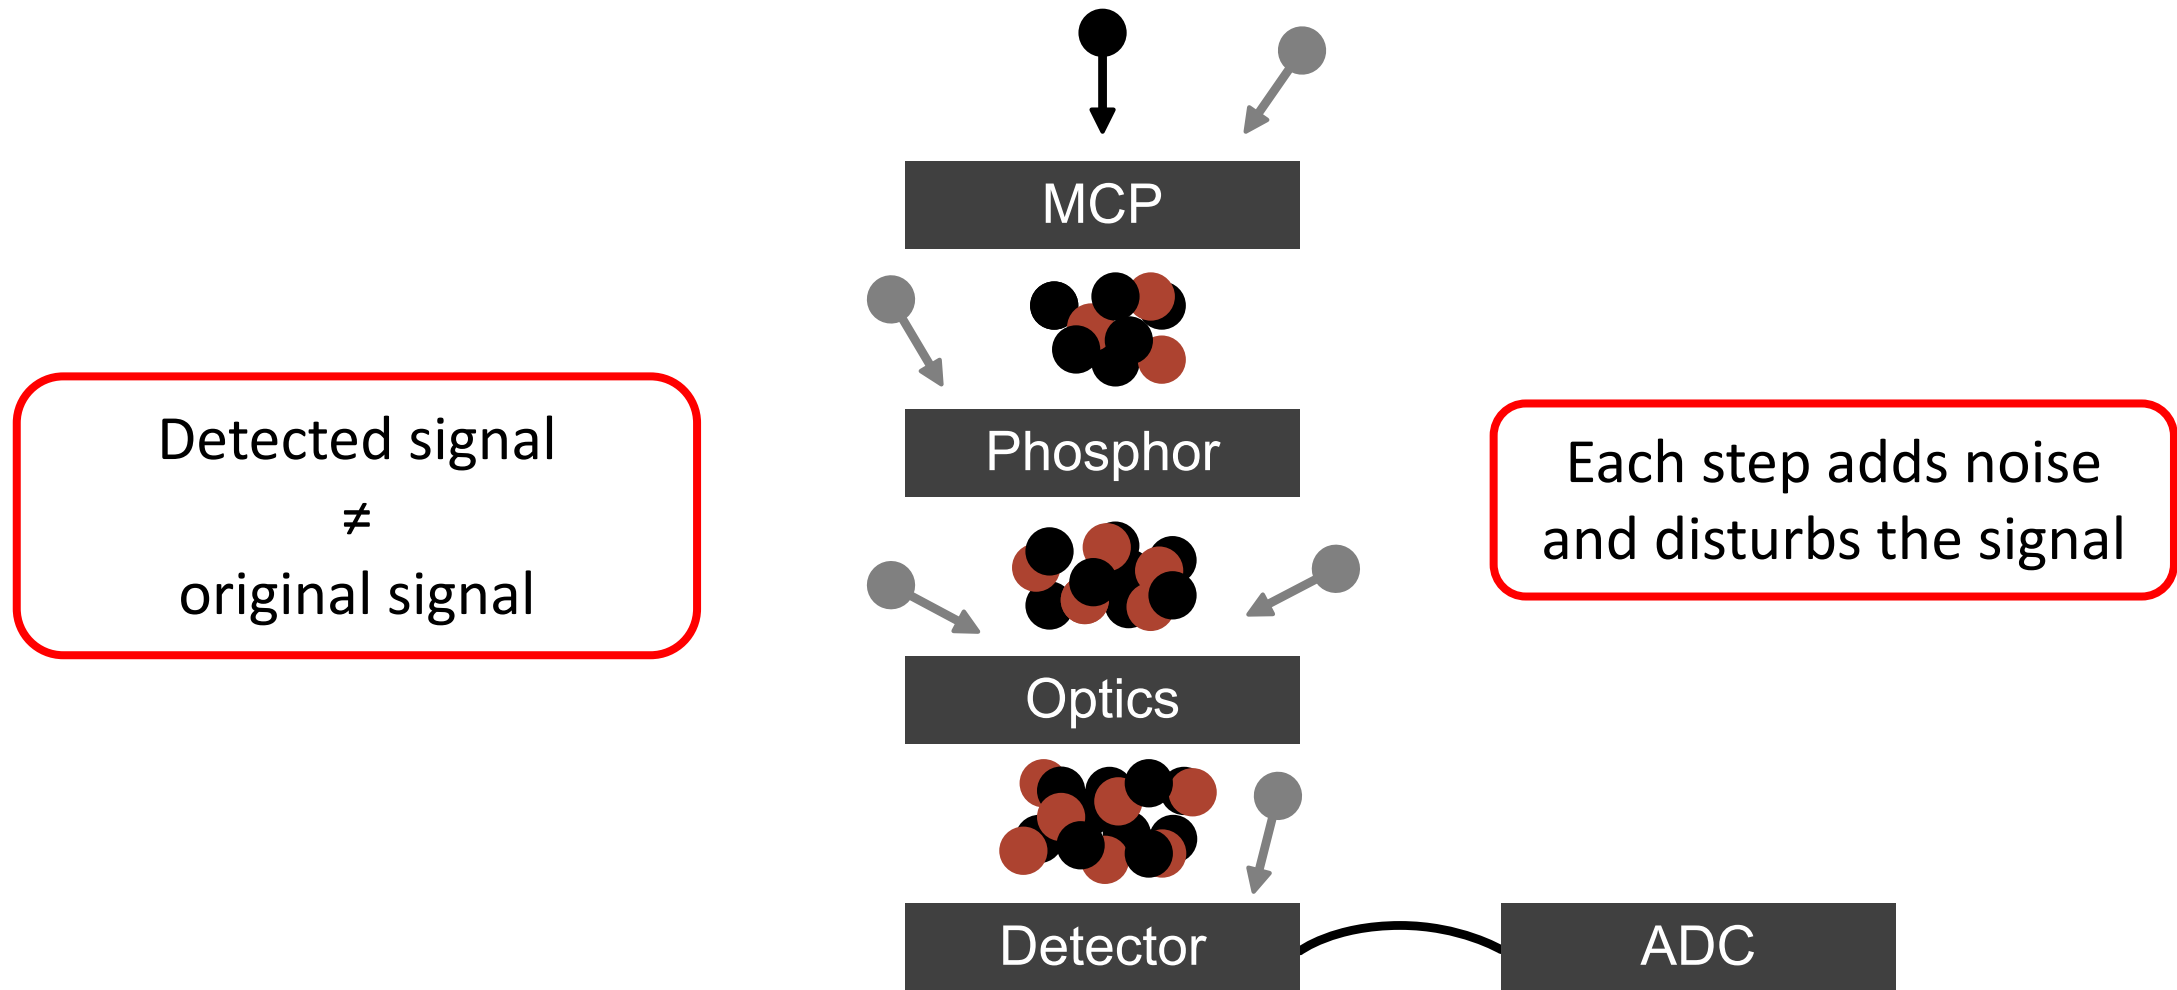 MCP
Phosphor
Detected signal
≠
original signal
Each step adds noise
and disturbs the signal
Optics
Detector
ADC